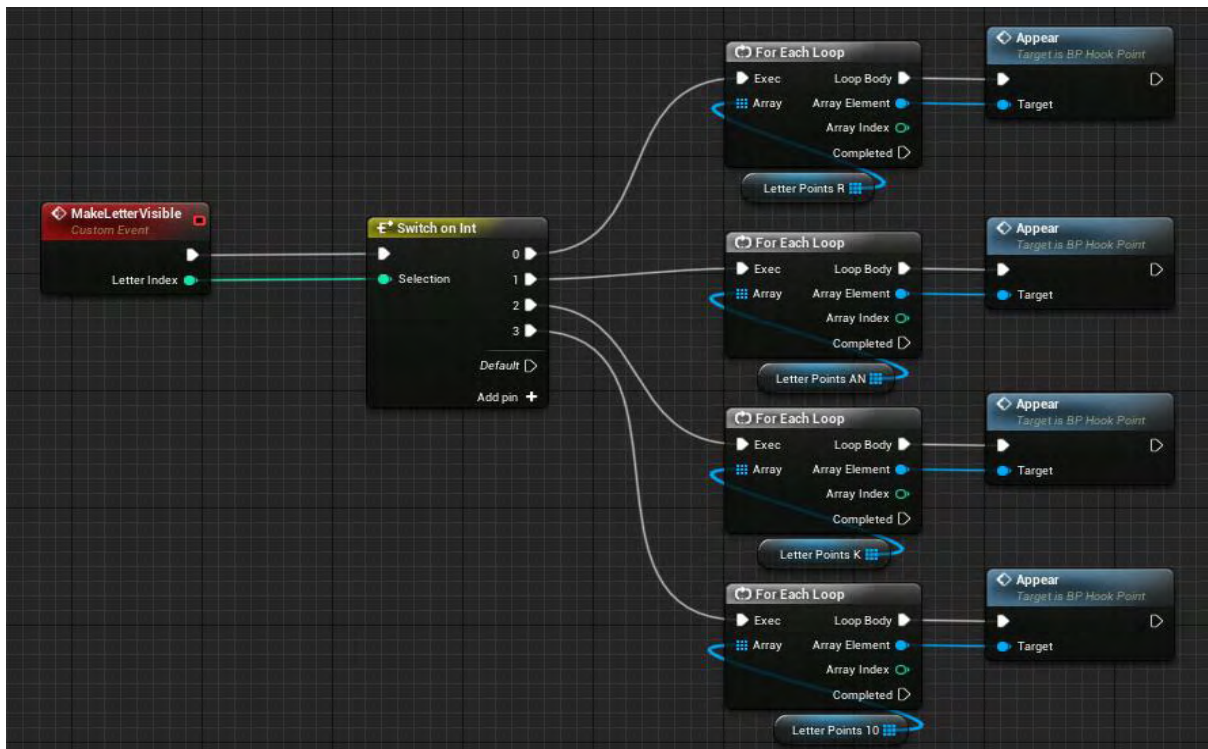 MakeLetterVisible
Custom Event
Letter Index
Switch on Int
0
Selection
1
2
3
Default
Add pin +
For Each Loop
Exec
Loop Body
Array
Array Element
Array Index
Completed
Letter Points R
Appear
Target is BP Hook Point
Target
For Each Loop
Exec
Loop Body
Array
Array Element
Array Index
Completed
Letter Points AN
Appear
Target is BP Hook Point
Target
For Each Loop
Exec
Loop Body
Array
Array Element
Array Index
Completed
Letter Points K
Appear
Target is BP Hook Point
Target
For Each Loop
Exec
Loop Body
Array
Array Element
Array Index
Completed
Letter Points 10
Appear
Target is BP Hook Point
Target